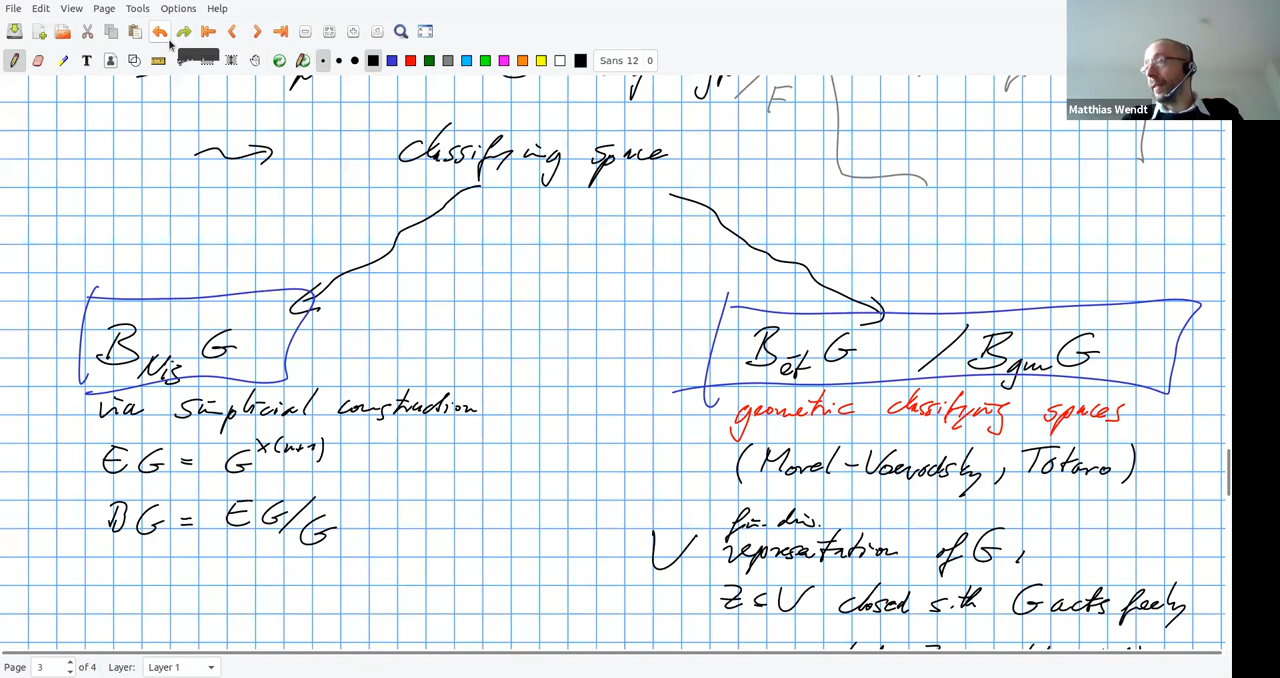 File Edit View Page Tools Options Help
Sans 12 0
Matthias Wendt
F
classifying space
B_Nis G
B_ét G / B_gm G
via simplicial construction
geometric classifying spaces
EG = G^×(n+1)
(Morel-Voevodsky, Totaro)
BG = EG/G
fin. dim.
V representation of G,
Z ⊂ V closed s.th G acts freely
Page 3 of 4 Layer: Layer 1